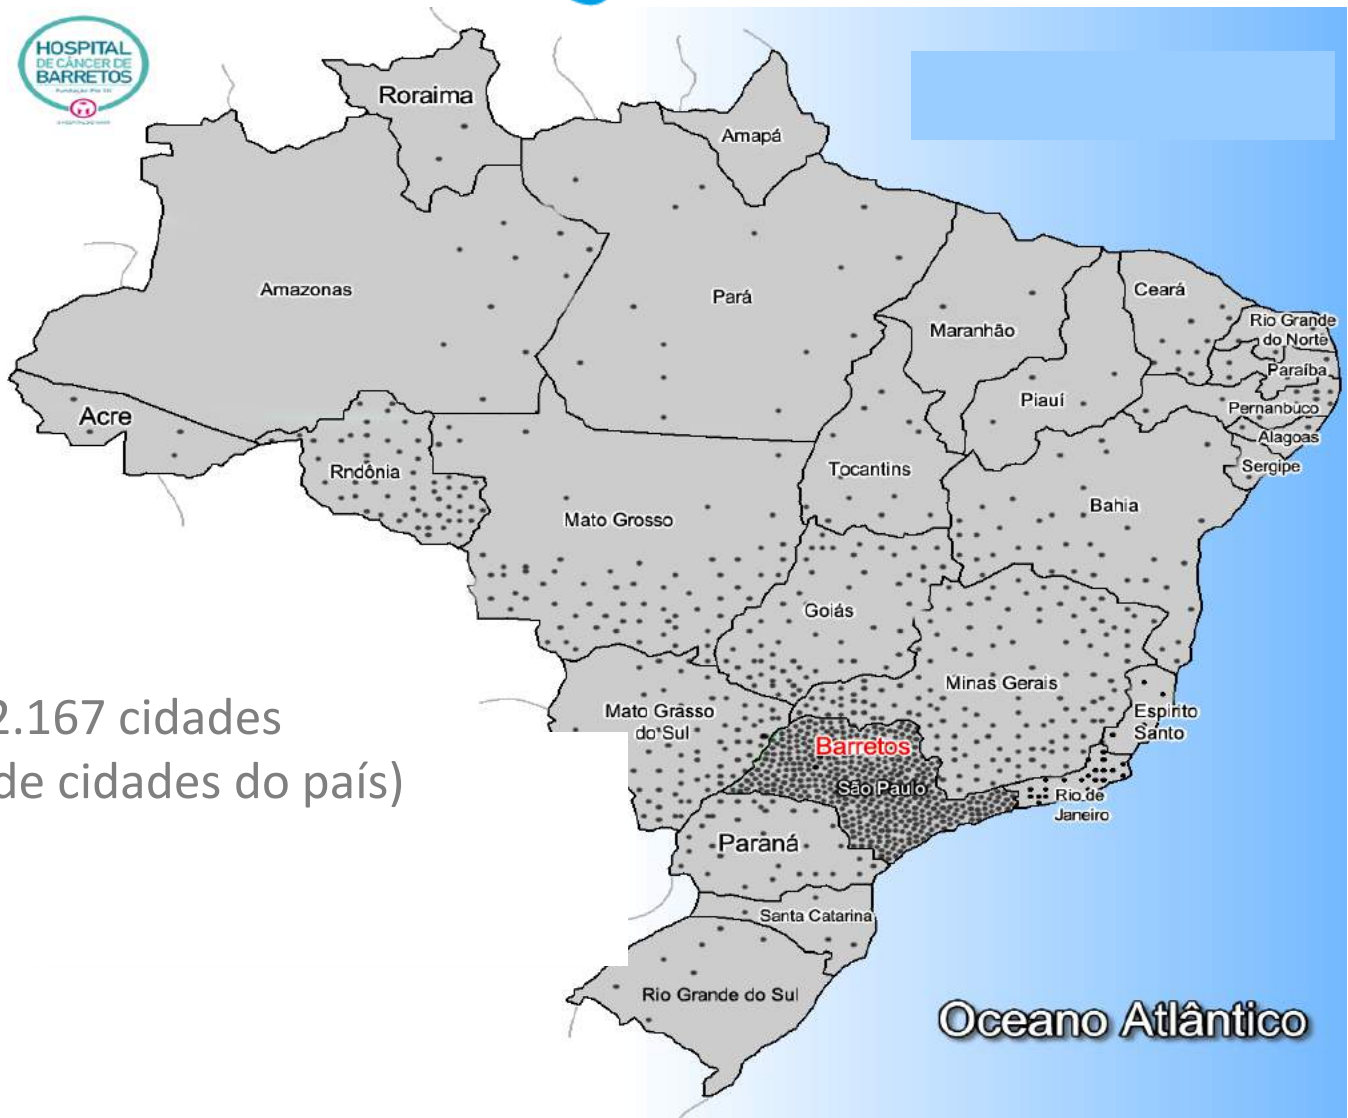 HOSPITAL
DE CÂNCER DE
BARRETOS
Fundação Pio XII
Roraima
Amapá
Amazonas
Pará
Ceará
Maranhão
Rio Grande
do Norte
Paraíba
Piauí
Acre
Pernanbuco
Alagoas
Rndônia
Tocantins
Sergipe
Bahia
Mato Grosso
Goiás
Minas Gerais
2.167 cidades
de cidades do país)
Mato Grasso
do Sul
Espirito
Santo
Barretos
São Paulo
Rio de
Janeiro
Paraná
Santa Catarina
Rio Grande do Sul
Oceano Atlântico